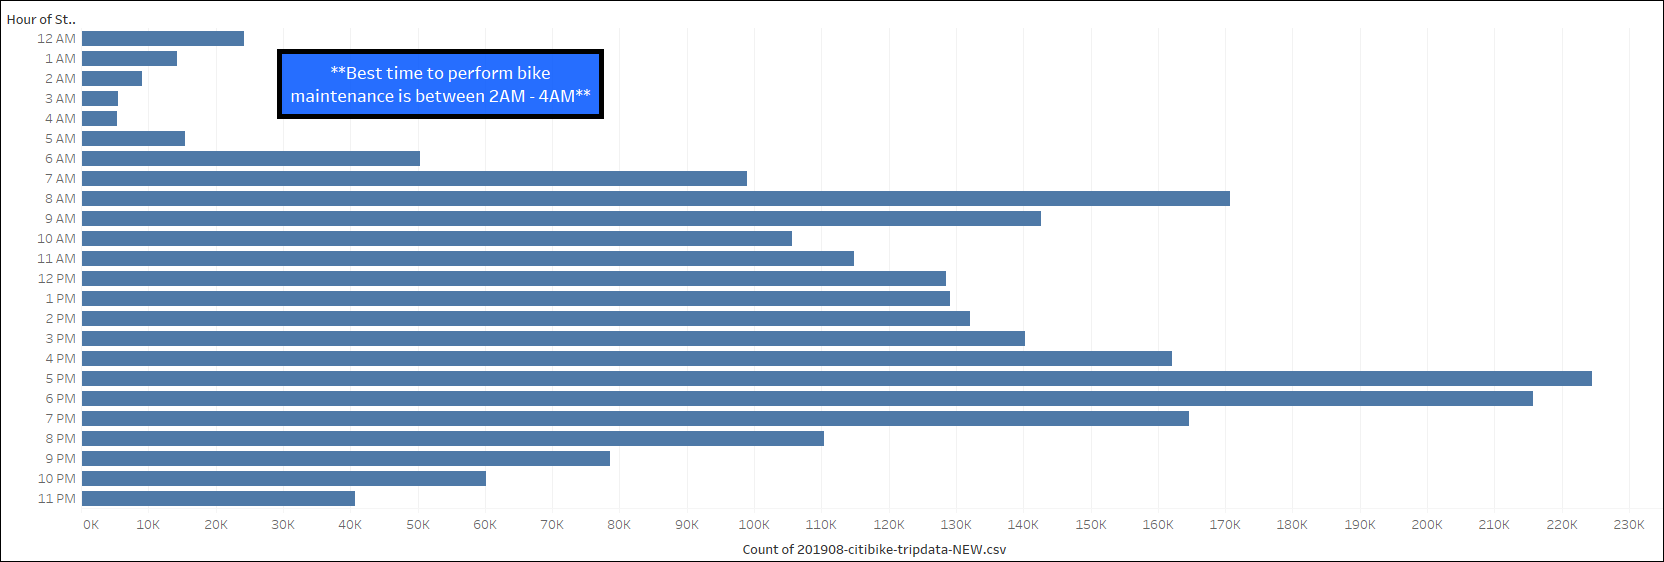 Hour of St..
12 AM
1 AM
2 AM
3 AM
4 AM
5 AM
6 AM
7 AM
8 AM
9 AM
10 AM
11 AM
12 PM
1 PM
2 PM
3 PM
4 PM
5 PM
6 PM
7 PM
8 PM
9 PM
10 PM
11 PM
**Best time to perform bike
maintenance is between 2AM - 4AM**
0K 10K 20K 30K 40K 50K 60K 70K 80K 90K 100K 110K 120K 130K 140K 150K 160K 170K 180K 190K 200K 210K 220K 230K
Count of 201908-citibike-tripdata-NEW.csv